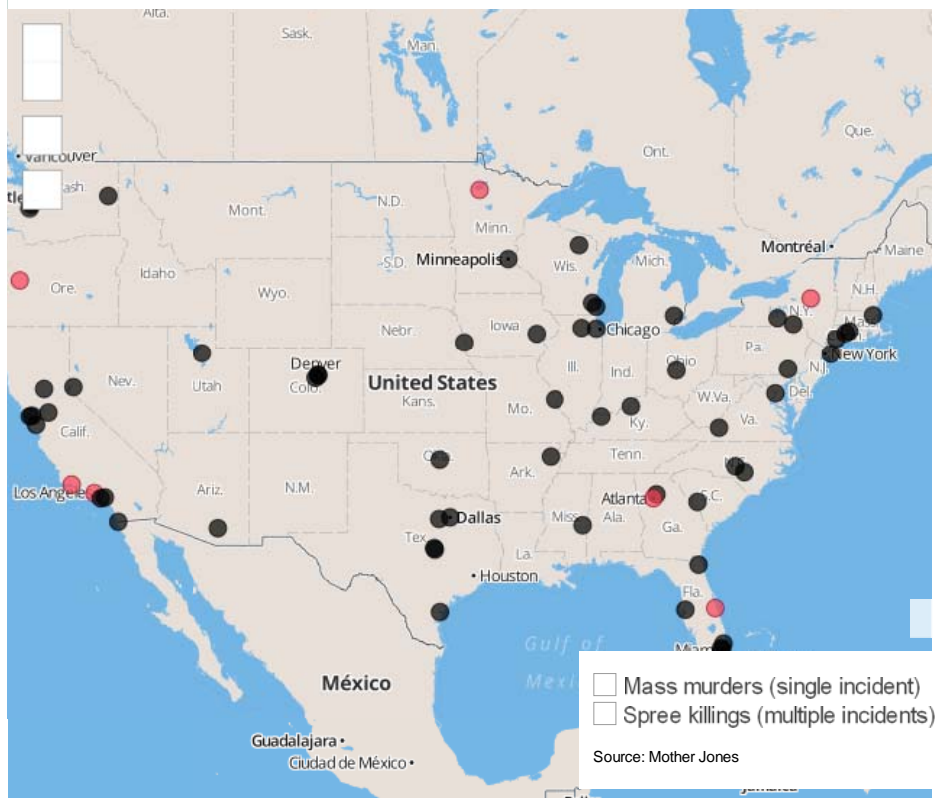 Alta.
Sask.
Man.
Ont.
Que.
Vancouver
ash.
Mont.
N.D.
Minn.
Montréal
Maine
Minneapolis
S.D.
Wis.
Mich.
N.H.
Ore.
Idaho
Wyo.
N.Y.
Mass.
Nebr.
Iowa
Chicago
Pa.
New York
Nev.
Utah
Denver
Colo.
United States
Ill.
Ind.
Ohio
N.J.
Kans.
Mo.
W.Va.
Del.
Ky.
Va.
Calif.
Tenn.
Okla.
Ark.
Los Angeles
Ariz.
N.M.
Atlanta
S.C.
Dallas
Miss.
Ala.
Ga.
Tex.
La.
Houston
Fla.
Gulf of
Miami
México
Mass murders (single incident)
Spree killings (multiple incidents)
Source: Mother Jones
Guadalajara
Ciudad de México